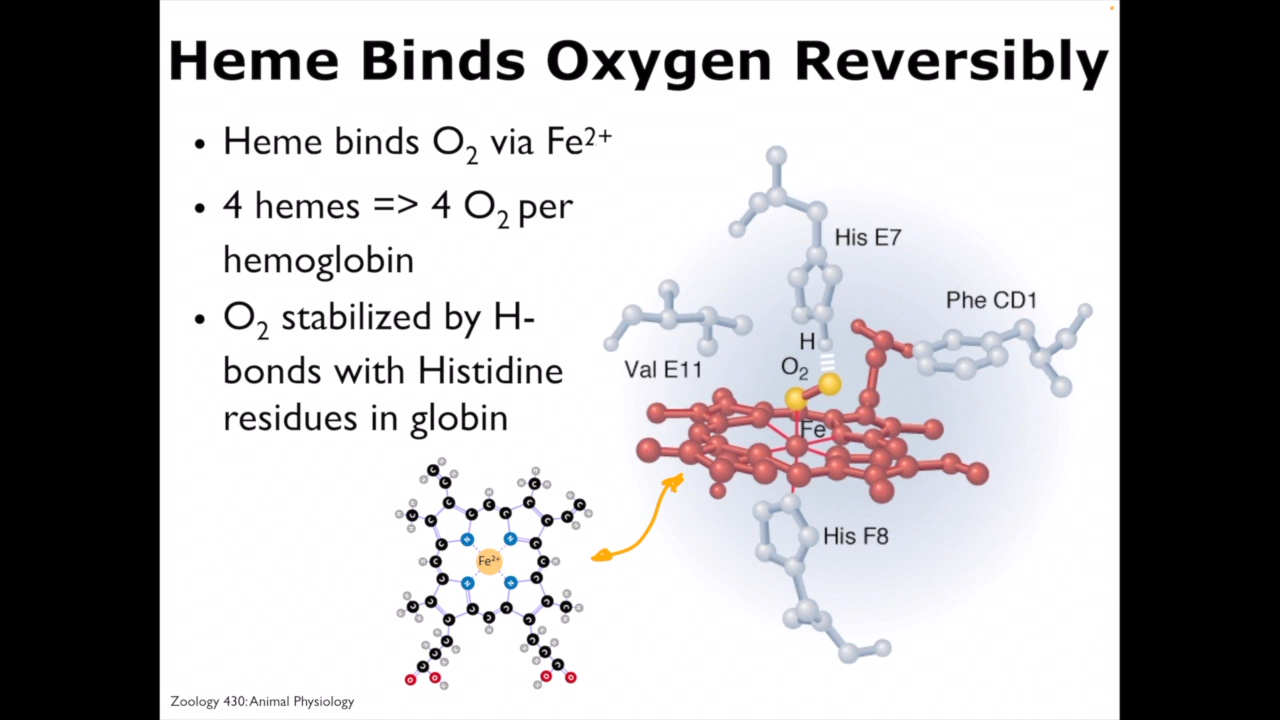 Heme Binds Oxygen Reversibly
• Heme binds O₂ via Fe²⁺
• 4 hemes => 4 O₂ per
hemoglobin
• O₂ stabilized by H-
bonds with Histidine
residues in globin
His E7
Phe CD1
H
O₂
Val E11
Fe
His F8
Fe²⁺
N
N
N
N
Zoology 430: Animal Physiology